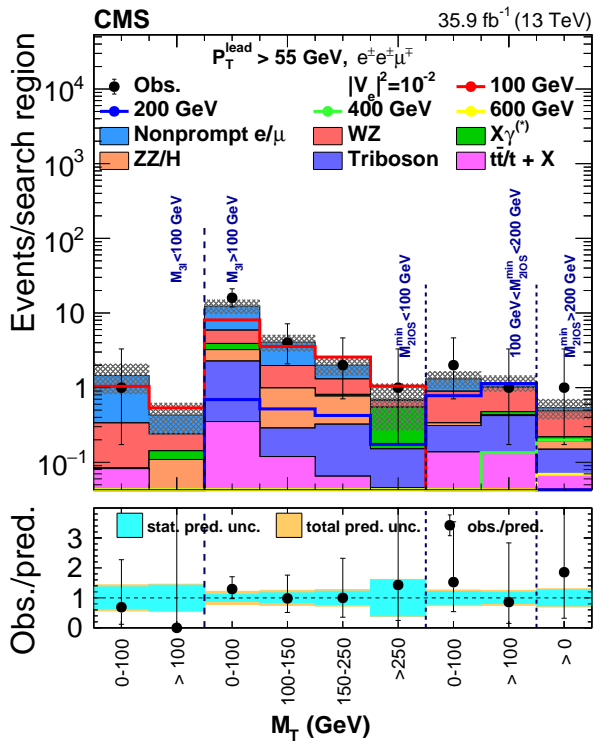 CMS 35.9 fb⁻¹ (13 TeV)
P_T^lead > 55 GeV, e±e±μ∓
Obs. |V_e|²=10⁻² 100 GeV
200 GeV 400 GeV 600 GeV
Nonprompt e/μ WZ Xγ(*)
ZZ/H Triboson tt̄/t + X
Events/search region
10⁴
10³
10²
10
1
10⁻¹
M_3l<100 GeV
M_3l>100 GeV
M_2lOS^min<100 GeV
100 GeV<M_2lOS^min<200 GeV
M_2lOS^min>200 GeV
Obs./pred.
stat. pred. unc. total pred. unc. obs./pred.
3
2
1
0
0-100 > 100 0-100 100-150 150-250 >250 0-100 > 100 > 0
M_T (GeV)